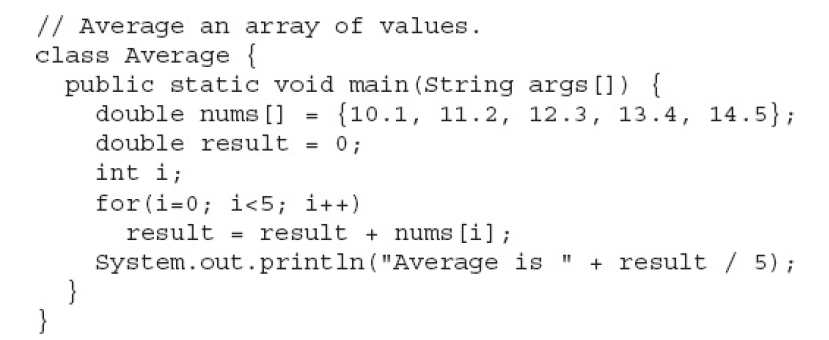 // Average an array of values.
class Average {
  public static void main(String args[]) {
    double nums[] = {10.1, 11.2, 12.3, 13.4, 14.5};
    double result = 0;
    int i;
    for(i=0; i<5; i++)
      result = result + nums[i];
    System.out.println("Average is " + result / 5);
  }
}